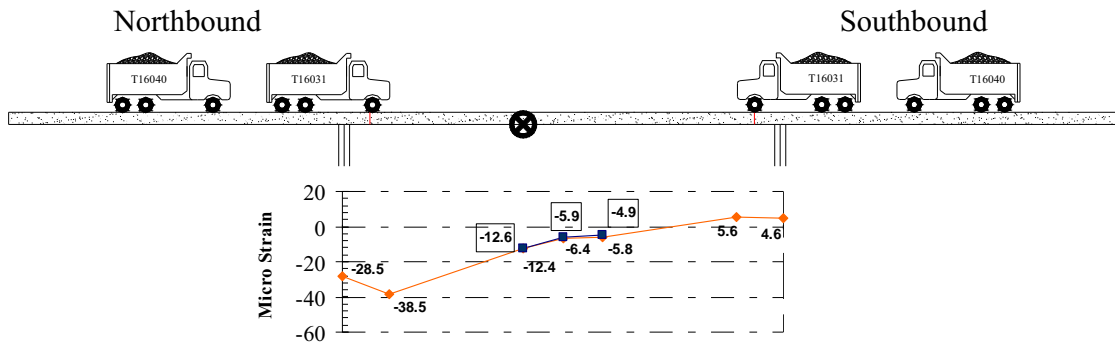 Northbound
Southbound
T16040
T16031
T16031
T16040
20
0
-20
-40
-60
Micro Strain
-28.5
-38.5
-12.6
-12.4
-5.9
-6.4
-4.9
-5.8
5.6
4.6